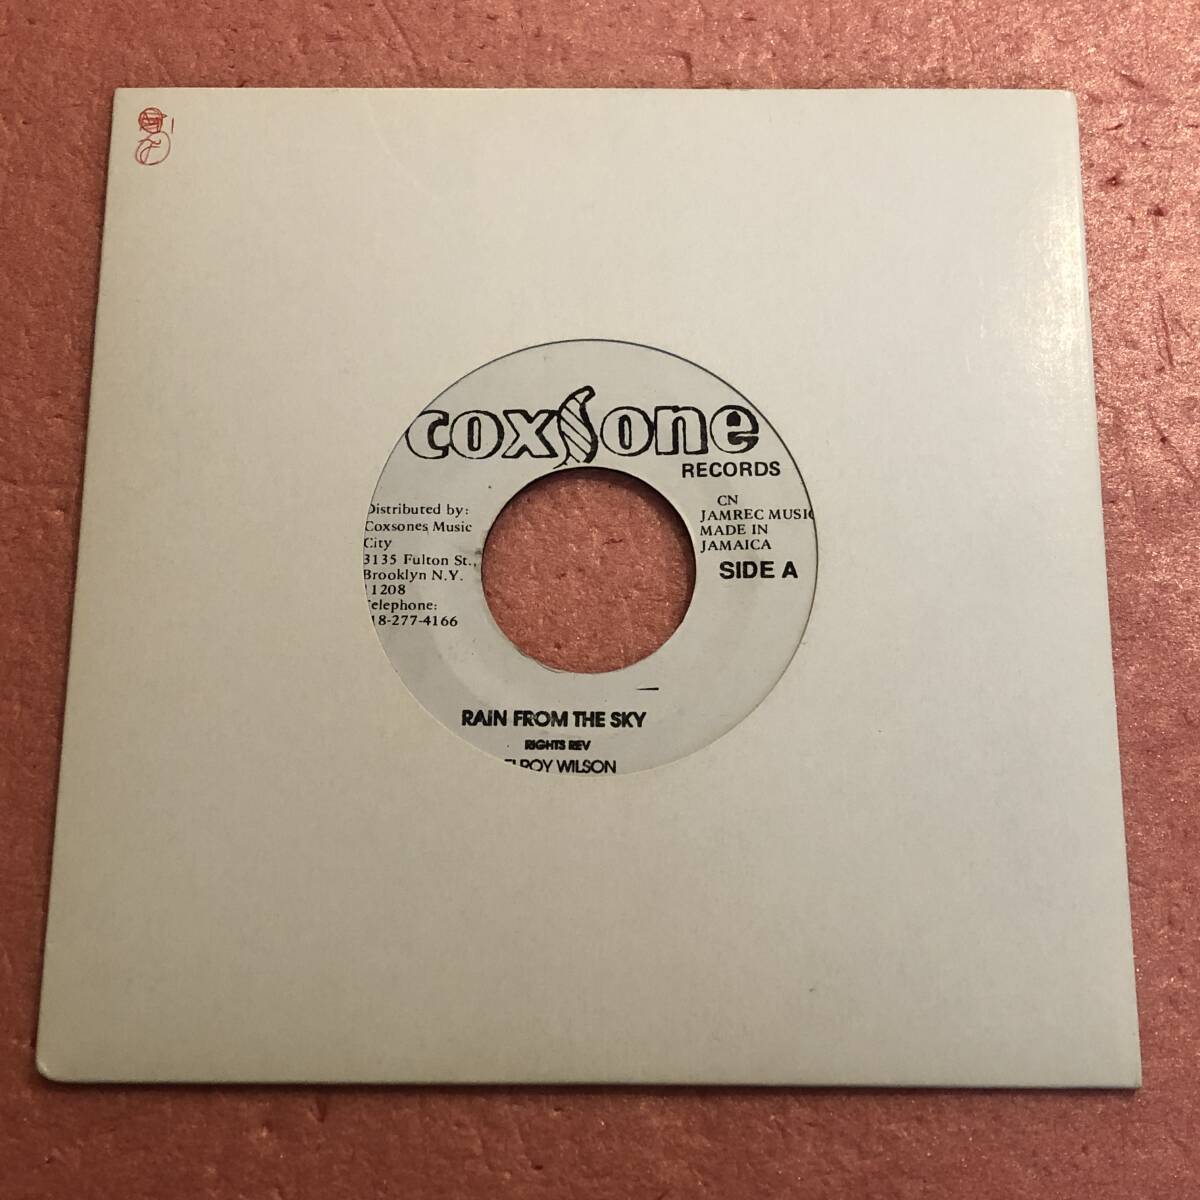 coxsone
RECORDS
Distributed by:
Coxsones Music
City
3135 Fulton St.,
Brooklyn N.Y.
11208
Telephone:
18-277-4166
CN
JAMREC MUSIC
MADE IN
JAMAICA
SIDE A
RAIN FROM THE SKY
RIGHTS REV
ELROY WILSON